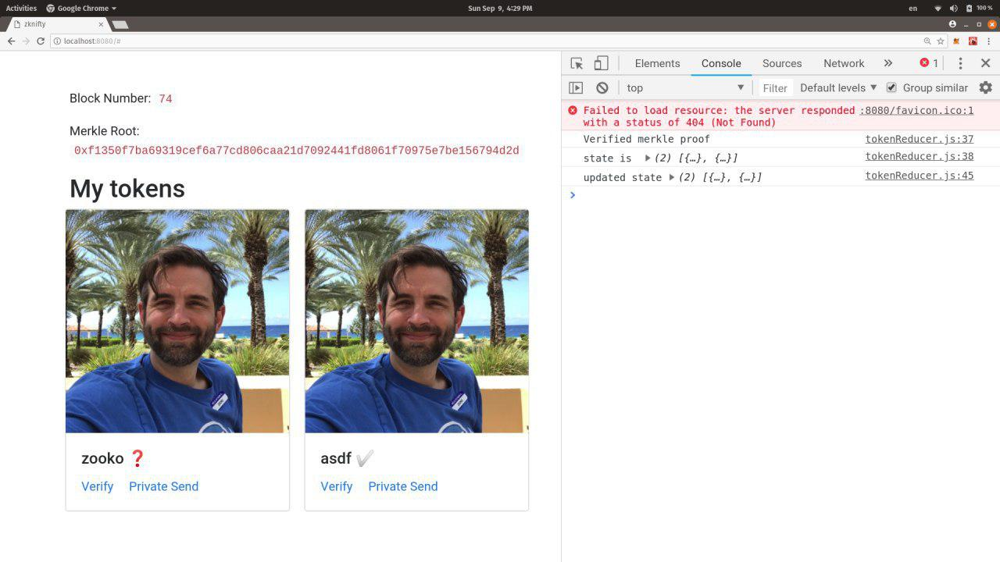 Activities Google Chrome Sun Sep 9, 4:29 PM en 100 %
zknifty
localhost:8080/#
Block Number: 74
Merkle Root:
0xf1350f7ba69319cef6a77cd806caa21d7092441fd8061f70975e7be156794d2d
My tokens
zooko ❓
Verify Private Send
asdf ✔
Verify Private Send
Elements Console Sources Network 1
top Filter Default levels Group similar
Failed to load resource: the server responded :8080/favicon.ico:1
with a status of 404 (Not Found)
Verified merkle proof tokenReducer.js:37
state is ▶(2) [{…}, {…}] tokenReducer.js:38
updated state ▶(2) [{…}, {…}] tokenReducer.js:45